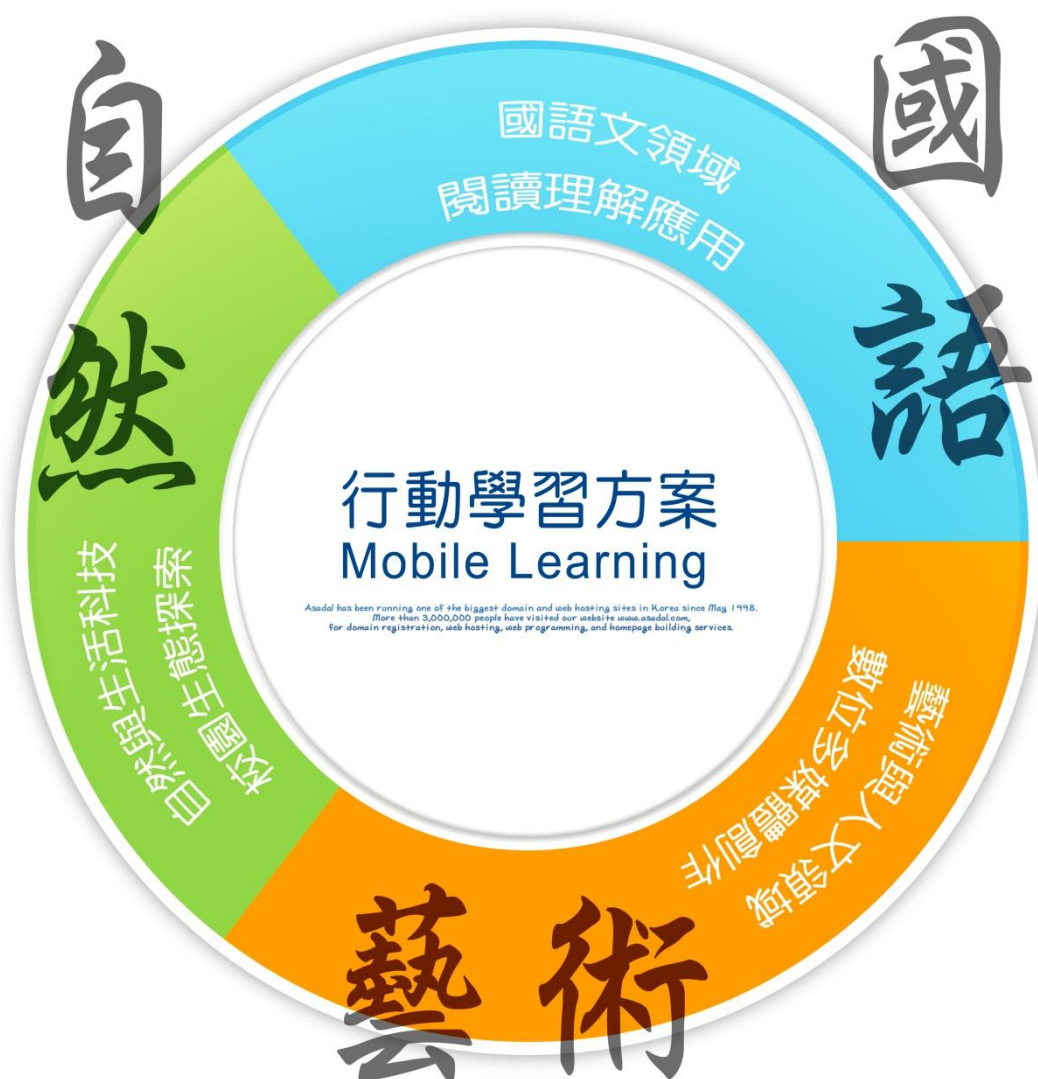 自然
國語
國語文領域
閱讀理解應用
行動學習方案
Mobile Learning
Asadal has been running one of the biggest domain and web hosting sites in Korea since May 1998.
More than 3,000,000 people have visited our website www.asadal.com,
for domain registration, web hosting, web programming, and homepage building services.
自然與生活科技
校園生態探索
藝術與人文領域
數位多媒體創作
藝術